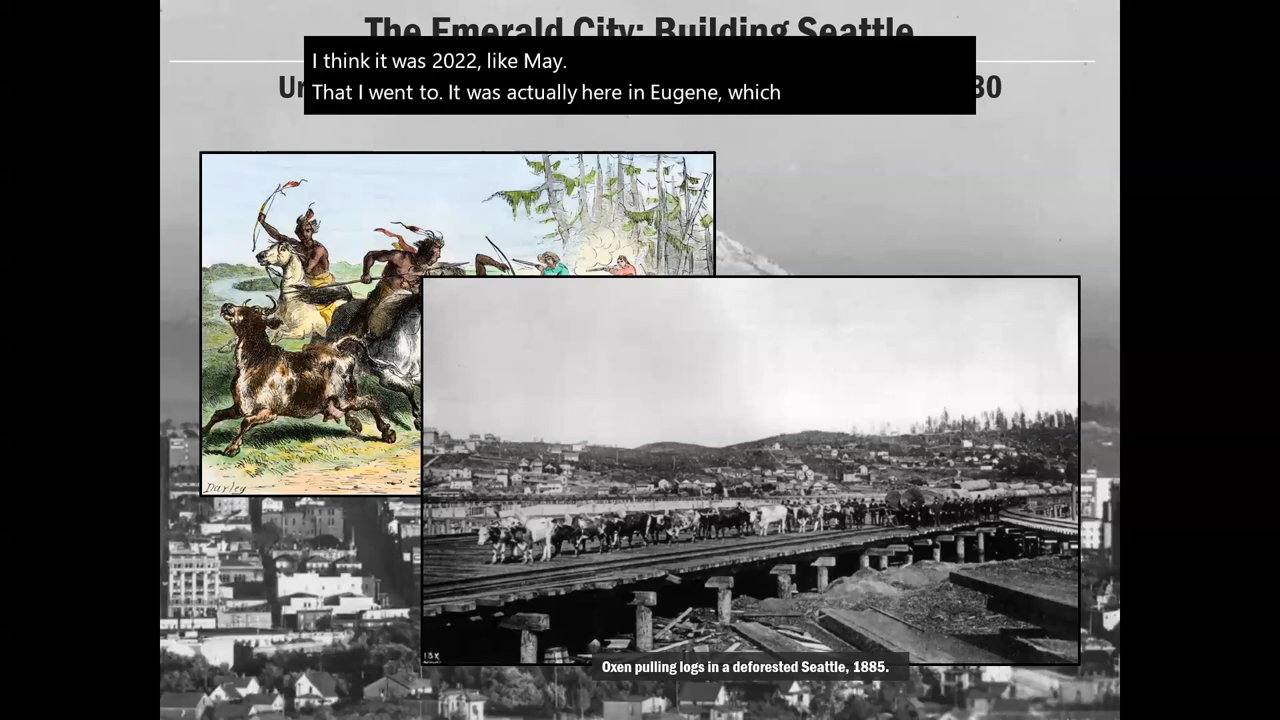 The Emerald City: Building Seattle
I think it was 2022, like May.
That I went to. It was actually here in Eugene, which
Darley
Oxen pulling logs in a deforested Seattle, 1885.